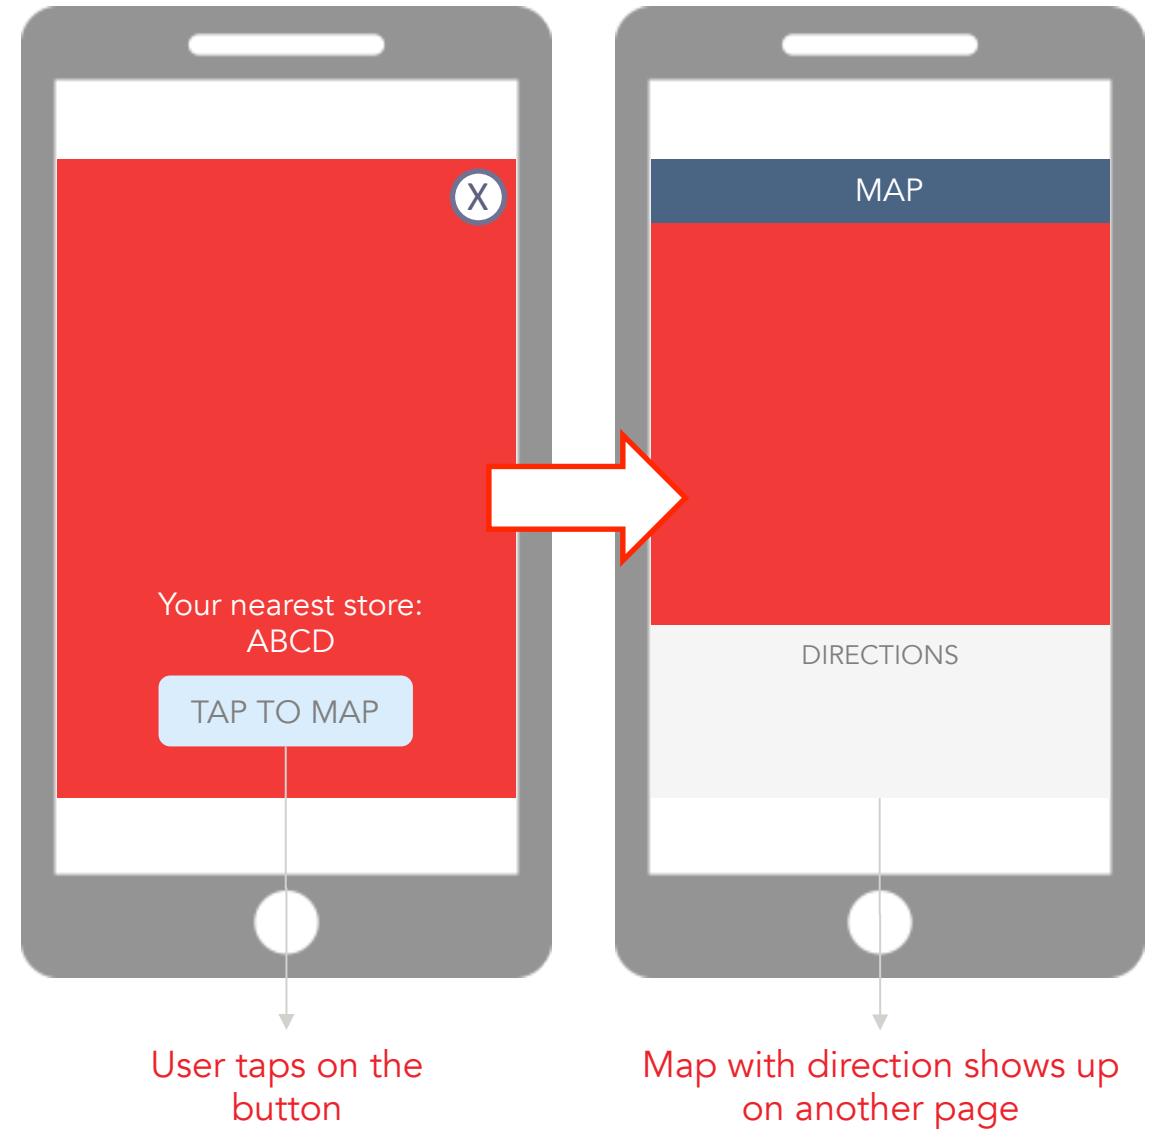 X
Your nearest store:
ABCD
TAP TO MAP
User taps on the
button
MAP
DIRECTIONS
Map with direction shows up
on another page